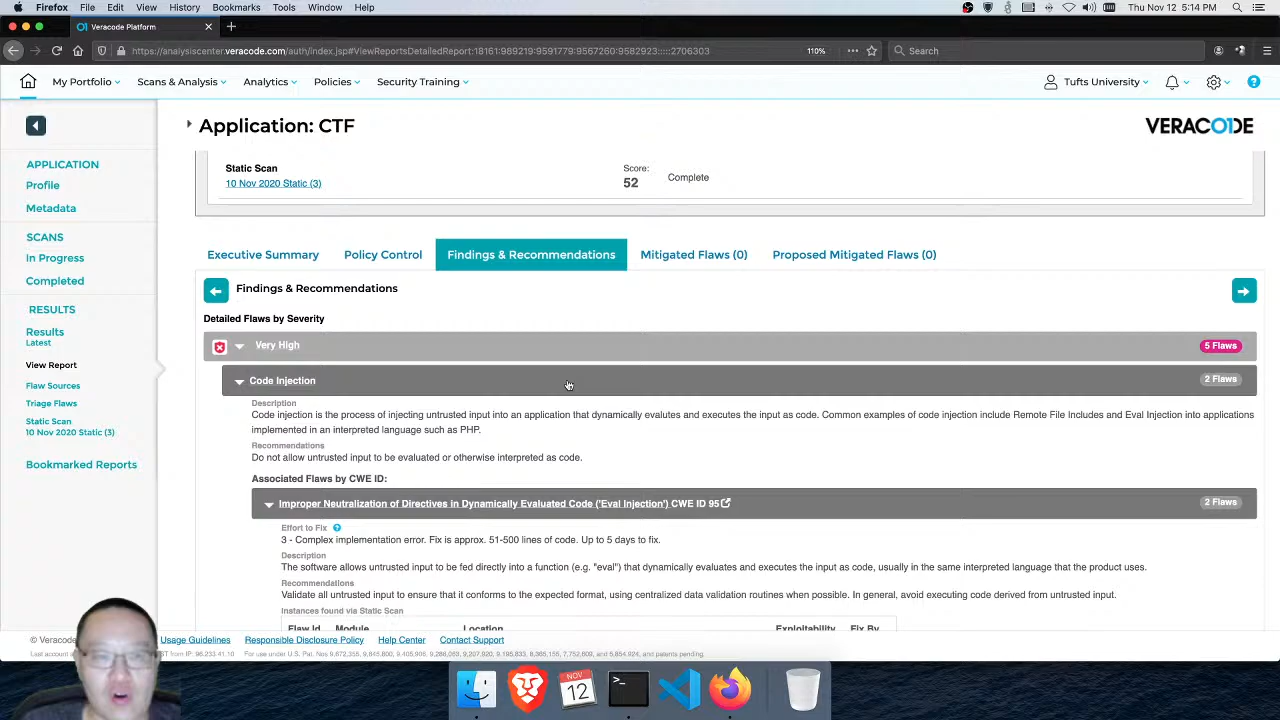 Firefox File Edit View History Bookmarks Tools Window Help
Thu Nov 12 5:14 PM
Veracode Platform
https://analysiscenter.veracode.com/auth/index.jsp#ViewReportsDetailedReport:18161:989219:9591779:9567260:9582923:::::2706303
110%
Search
My Portfolio
Scans & Analysis
Analytics
Policies
Security Training
Tufts University
Application: CTF
VERACODE
Static Scan
10 Nov 2020 Static (3)
Score:
52
Complete
APPLICATION
Profile
Metadata
SCANS
In Progress
Completed
RESULTS
Results
Latest
View Report
Flaw Sources
Triage Flaws
Static Scan
10 Nov 2020 Static (3)
Bookmarked Reports
Executive Summary
Policy Control
Findings & Recommendations
Mitigated Flaws (0)
Proposed Mitigated Flaws (0)
Findings & Recommendations
Detailed Flaws by Severity
Very High
5 Flaws
Code Injection
2 Flaws
Description
Code injection is the process of injecting untrusted input into an application that dynamically evalutes and executes the input as code. Common examples of code injection include Remote File Includes and Eval Injection into applications
implemented in an interpreted language such as PHP.
Recommendations
Do not allow untrusted input to be evaluated or otherwise interpreted as code.
Associated Flaws by CWE ID:
Improper Neutralization of Directives in Dynamically Evaluated Code ('Eval Injection') CWE ID 95
2 Flaws
Effort to Fix
3 - Complex implementation error. Fix is approx. 51-500 lines of code. Up to 5 days to fix.
Description
The software allows untrusted input to be fed directly into a function (e.g. "eval") that dynamically evaluates and executes the input as code, usually in the same interpreted language that the product uses.
Recommendations
Validate all untrusted input to ensure that it conforms to the expected format, using centralized data validation routines when possible. In general, avoid executing code derived from untrusted input.
Instances found via Static Scan
Flaw Id Module Location Exploitability Fix By
© Veracode
Usage Guidelines
Responsible Disclosure Policy
Help Center
Contact Support
NOV
12